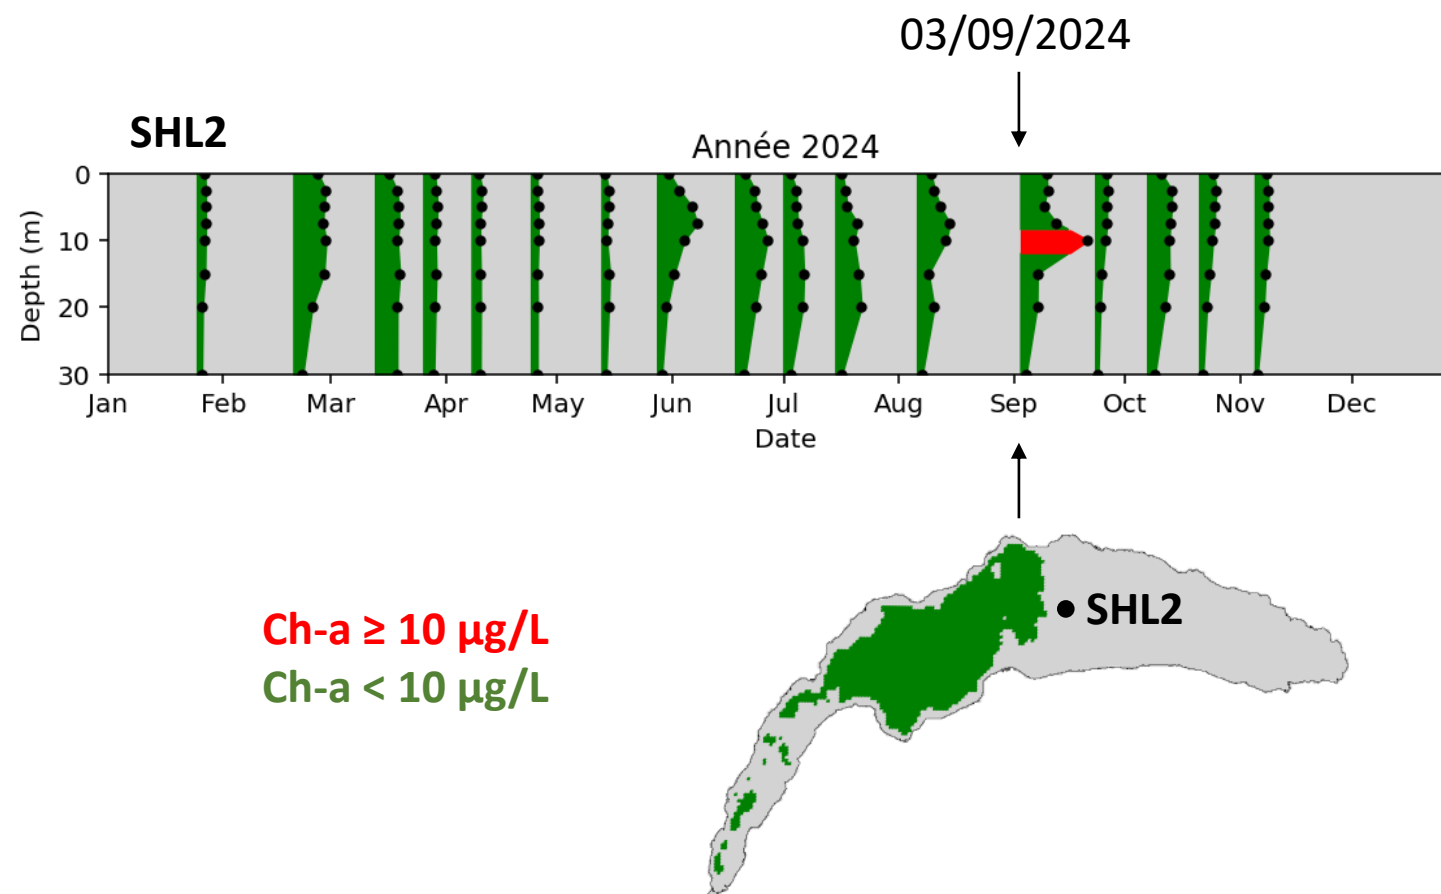 03/09/2024
SHL2
Année 2024
0
10
20
30
Depth (m)
Jan Feb Mar Apr May Jun Jul Aug Sep Oct Nov Dec
Date
Ch-a ≥ 10 µg/L
Ch-a < 10 µg/L
SHL2